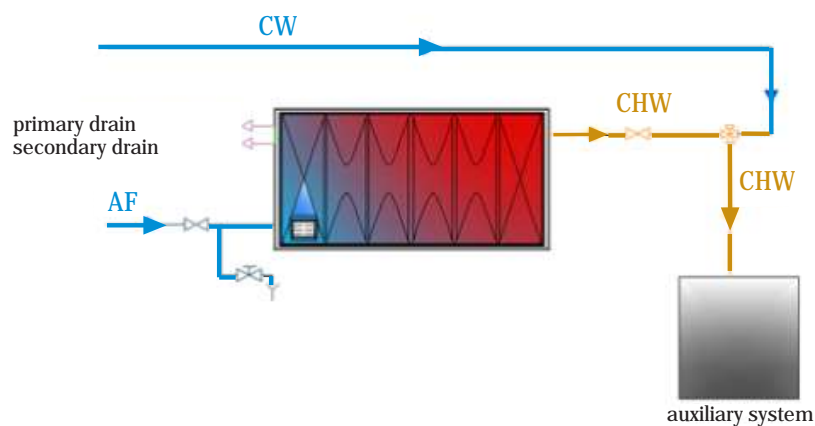 CW
CHW
primary drain
secondary drain
CHW
AF
auxiliary system